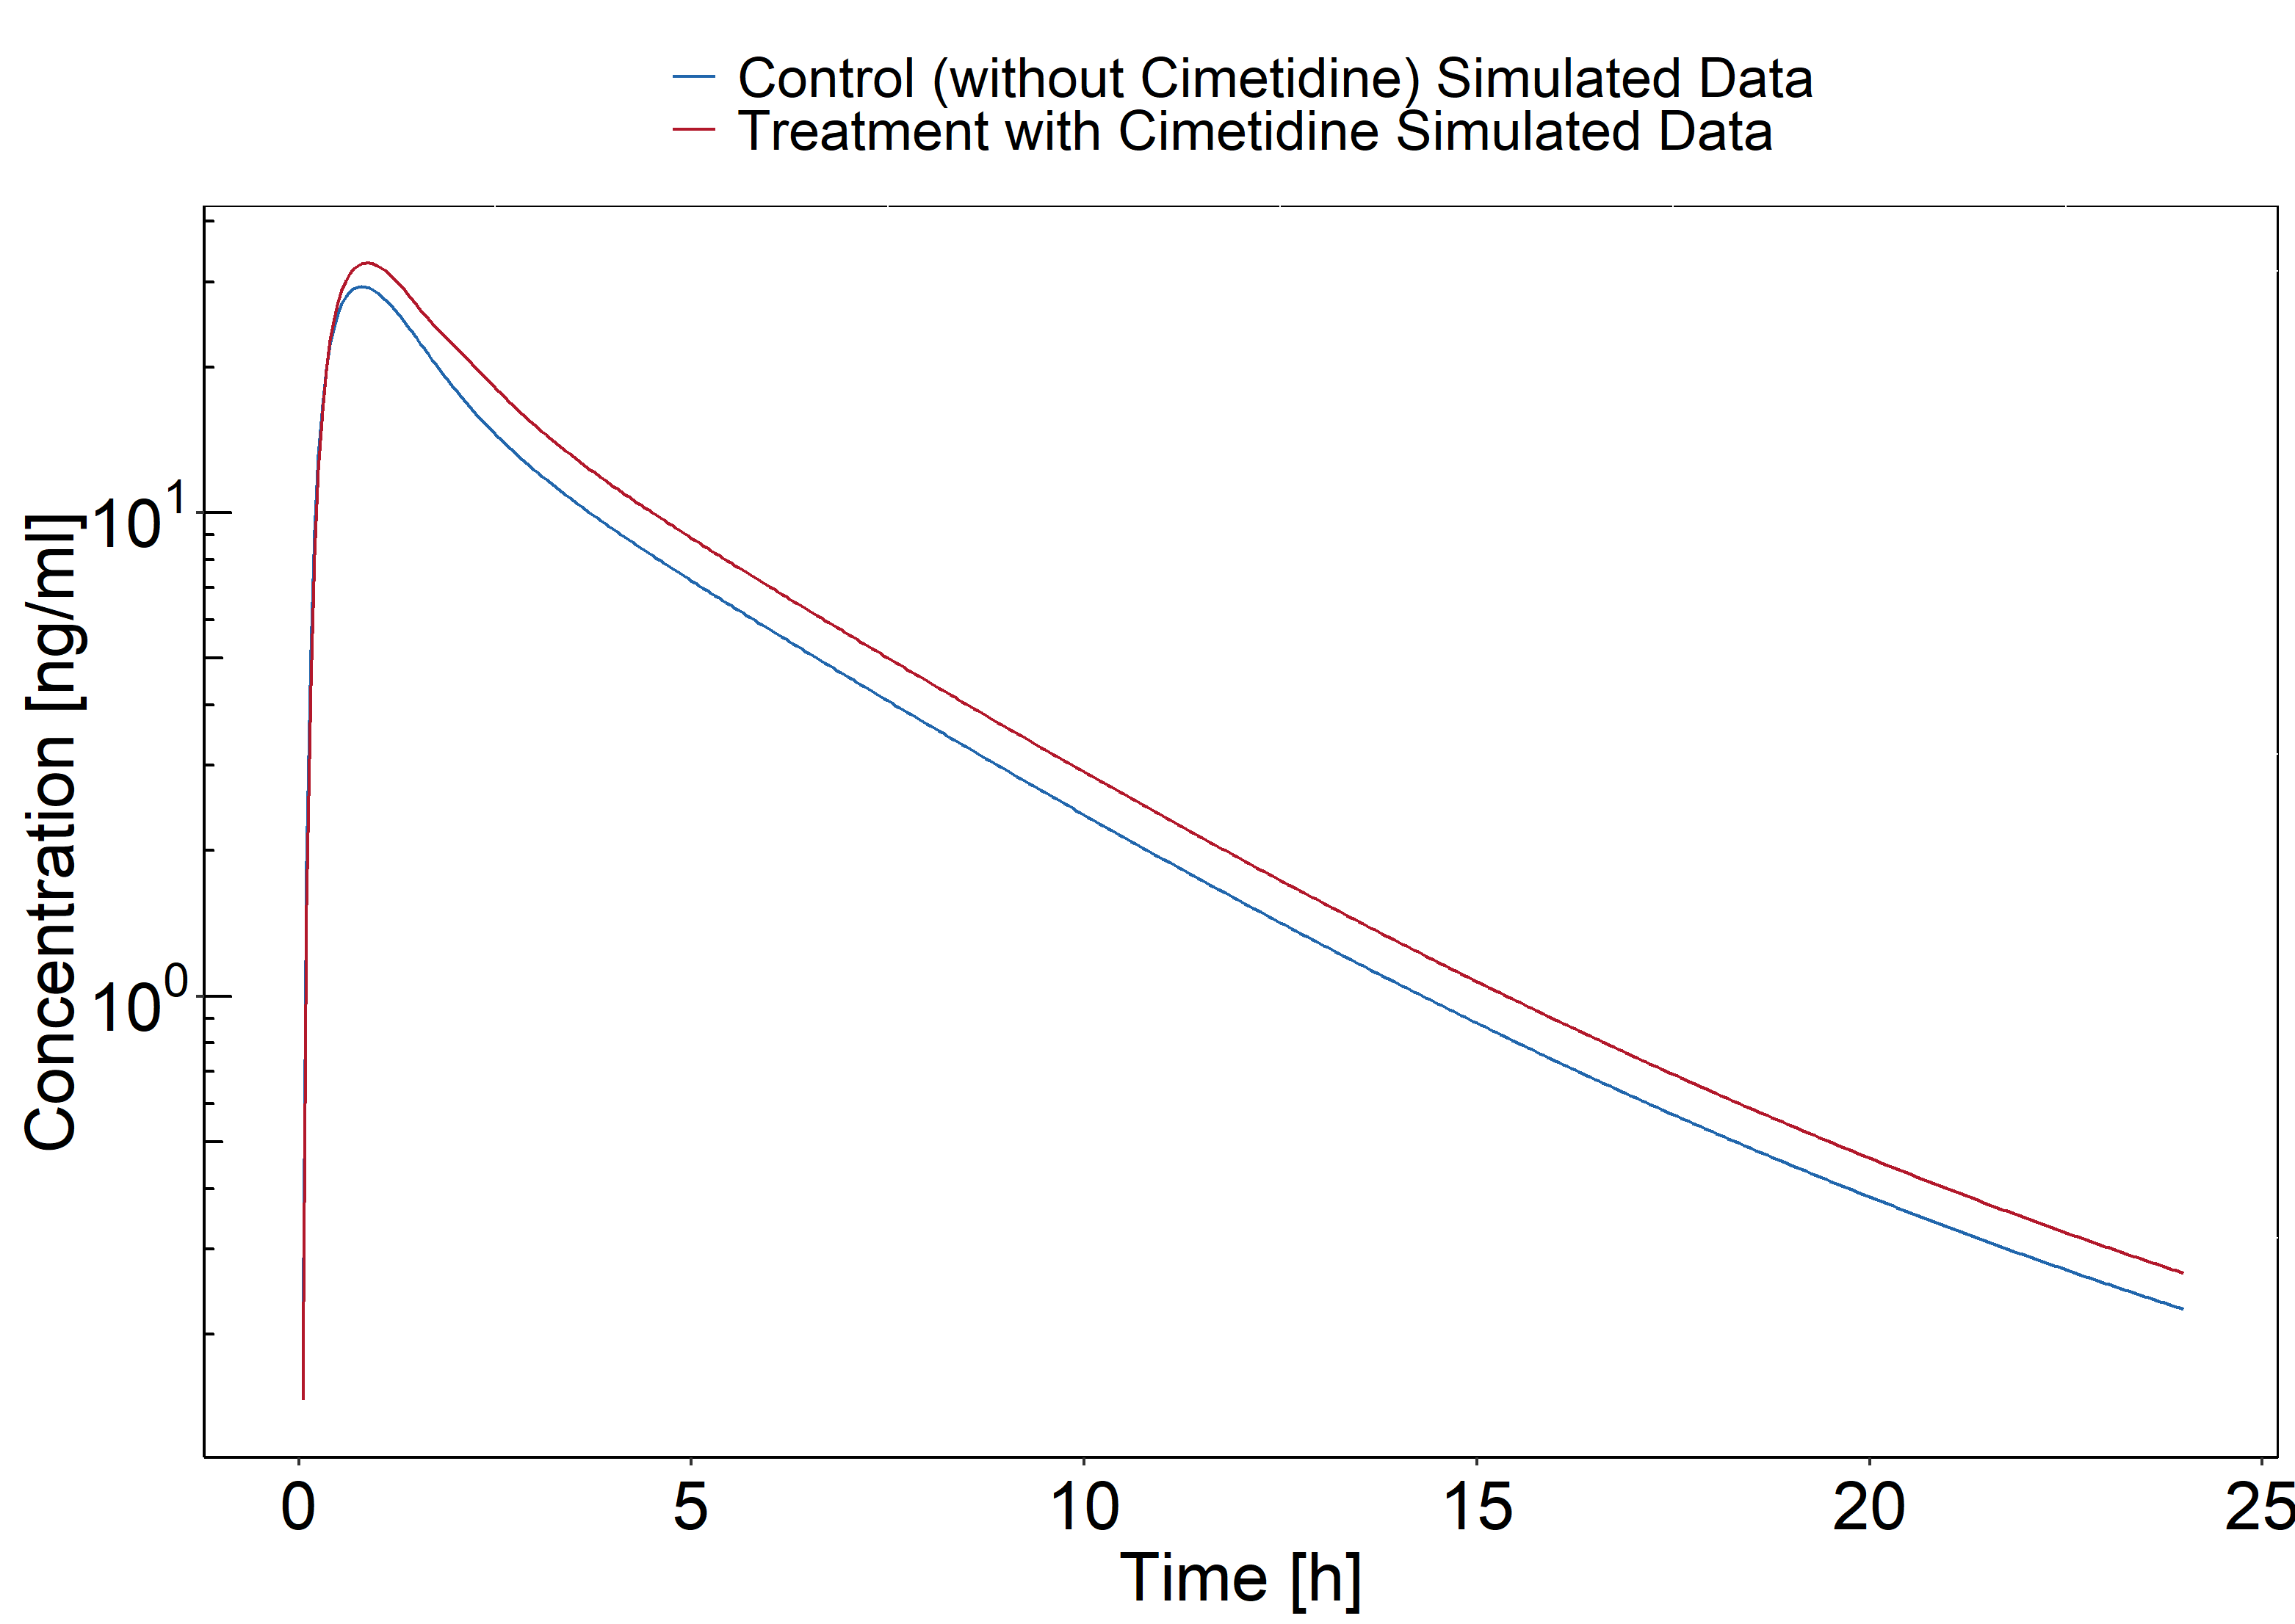 Control (without Cimetidine) Simulated Data
Treatment with Cimetidine Simulated Data
Concentration [ng/ml]
10¹
10⁰
0 5 10 15 20 25
Time [h]